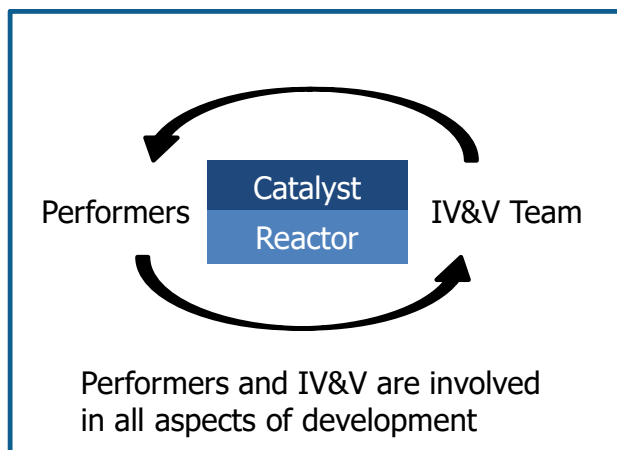 Performers
Catalyst
Reactor
IV&V Team
Performers and IV&V are involved
in all aspects of development